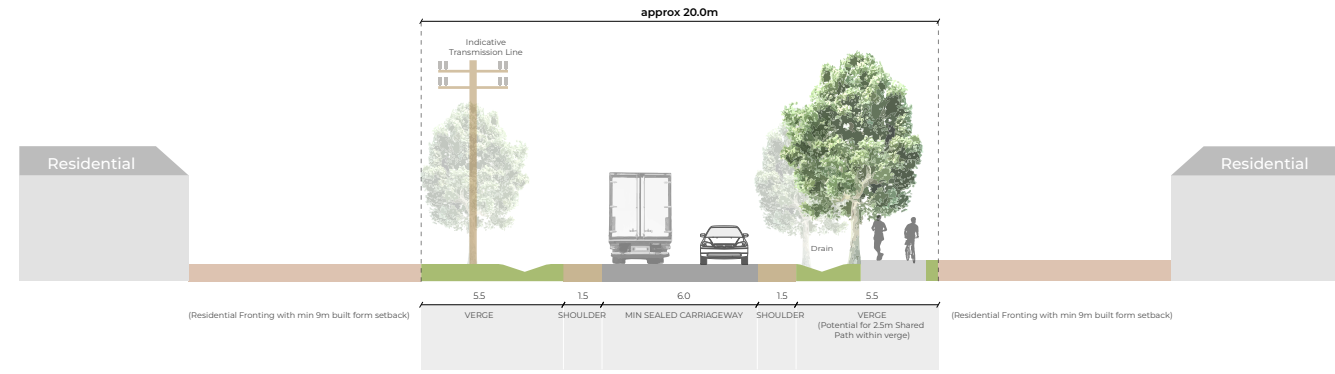 approx 20.0m
Indicative
Transmission Line
Residential
Residential
Drain
5.5
1.5
6.0
1.5
5.5
(Residential Fronting with min 9m built form setback)
VERGE
SHOULDER
MIN SEALED CARRIAGEWAY
SHOULDER
VERGE
(Potential for 2.5m Shared
Path within verge)
(Residential Fronting with min 9m built form setback)